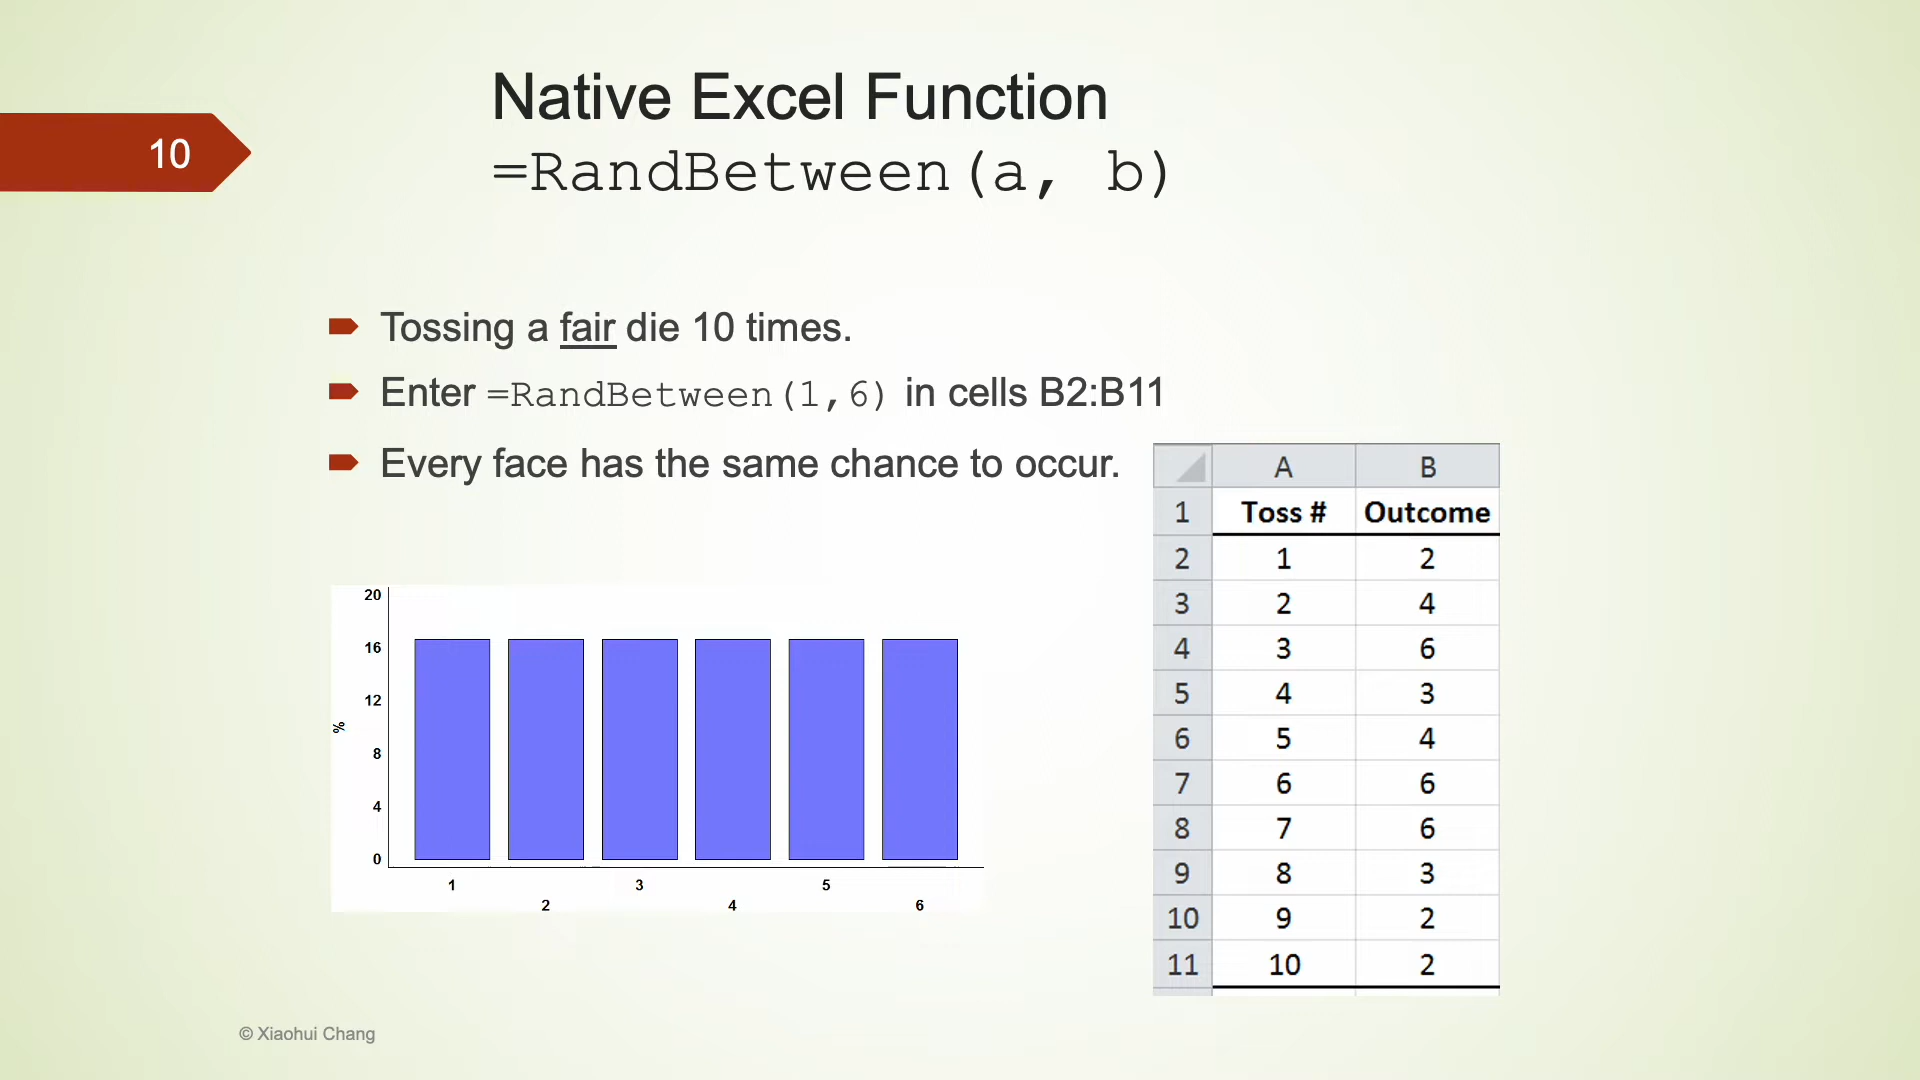 Native Excel Function
=RandBetween(a, b)
10
Tossing a fair die 10 times.
Enter =RandBetween(1,6) in cells B2:B11
Every face has the same chance to occur.
A B
1 Toss # Outcome
2 1 2
3 2 4
4 3 6
5 4 3
6 5 4
7 6 6
8 7 6
9 8 3
10 9 2
11 10 2
20
16
12
%
8
4
0
1 3 5
2 4 6
© Xiaohui Chang